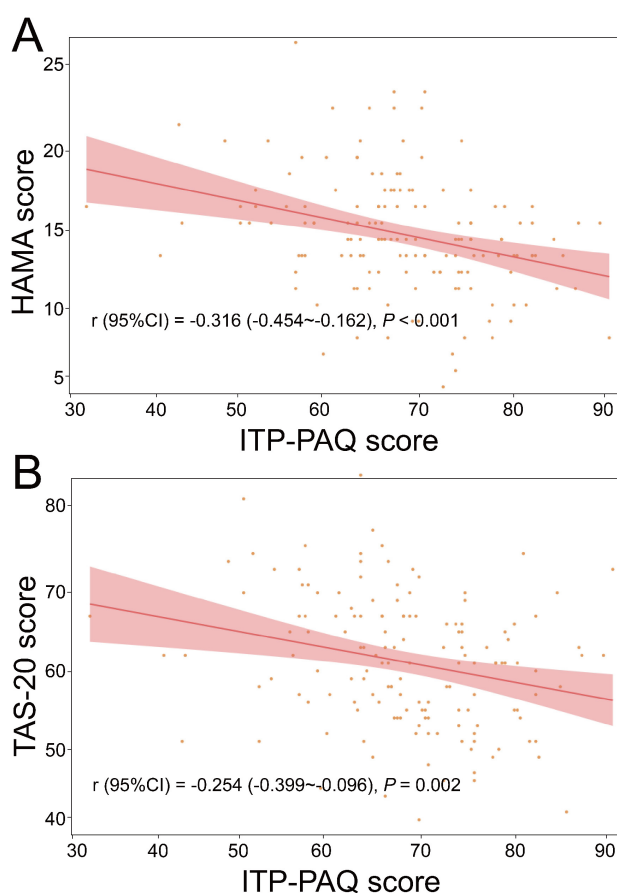 A
HAMA score
25
20
15
10
5
r (95%CI) = -0.316 (-0.454~-0.162), P < 0.001
30 40 50 60 70 80 90
ITP-PAQ score
B
TAS-20 score
80
70
60
50
40
r (95%CI) = -0.254 (-0.399~-0.096), P = 0.002
30 40 50 60 70 80 90
ITP-PAQ score